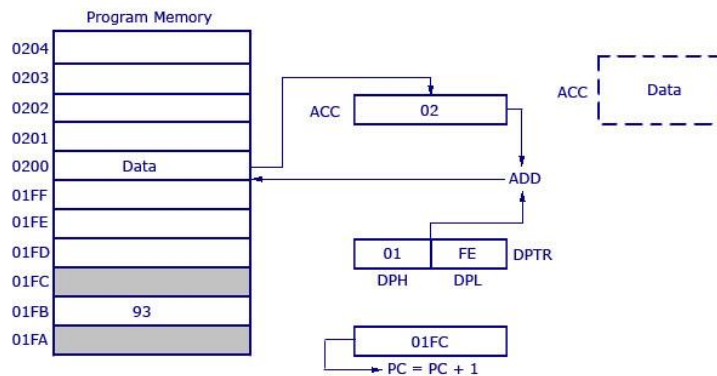 Program Memory
0204
0203
0202
0201
0200 Data
01FF
01FE
01FD
01FC
01FB 93
01FA
ACC 02
ADD
01 FE DPTR
DPH DPL
01FC
PC = PC + 1
ACC Data